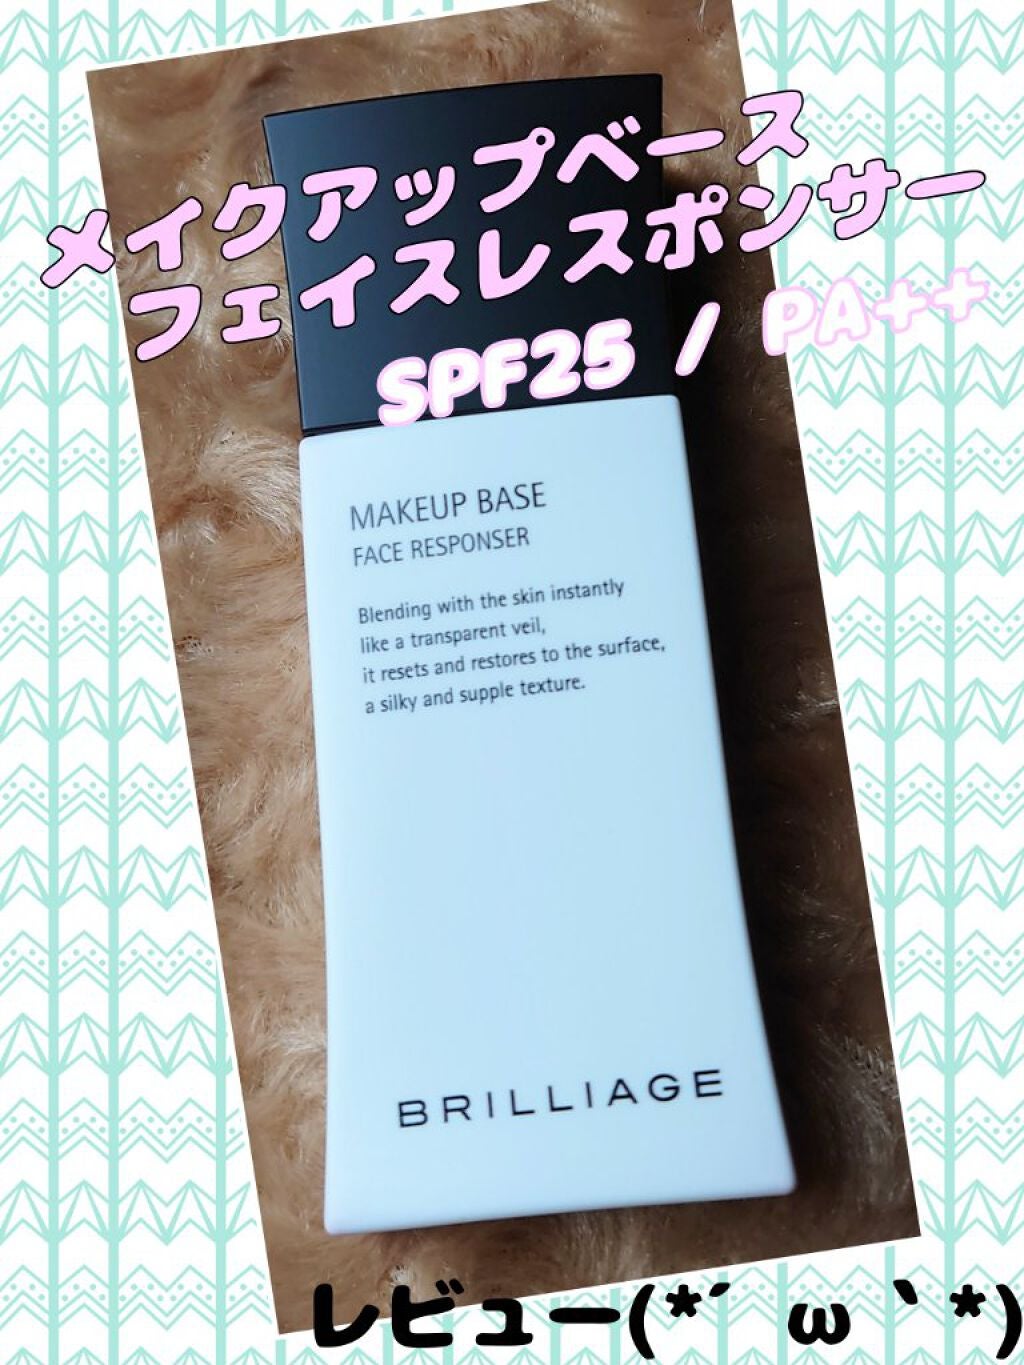 メイクアップベース
フェイスレスポンサー
SPF25 / PA++
MAKEUP BASE
FACE RESPONSER
Blending with the skin instantly
like a transparent veil,
it resets and restores to the surface,
a silky and supple texture.
BRILLIAGE
レビュー(*´ω｀*)